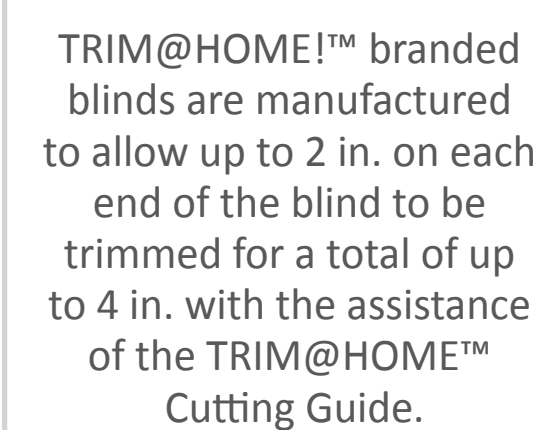 TRIM@HOME!™ branded
blinds are manufactured
to allow up to 2 in. on each
end of the blind to be
trimmed for a total of up
to 4 in. with the assistance
of the TRIM@HOME™
Cutting Guide.